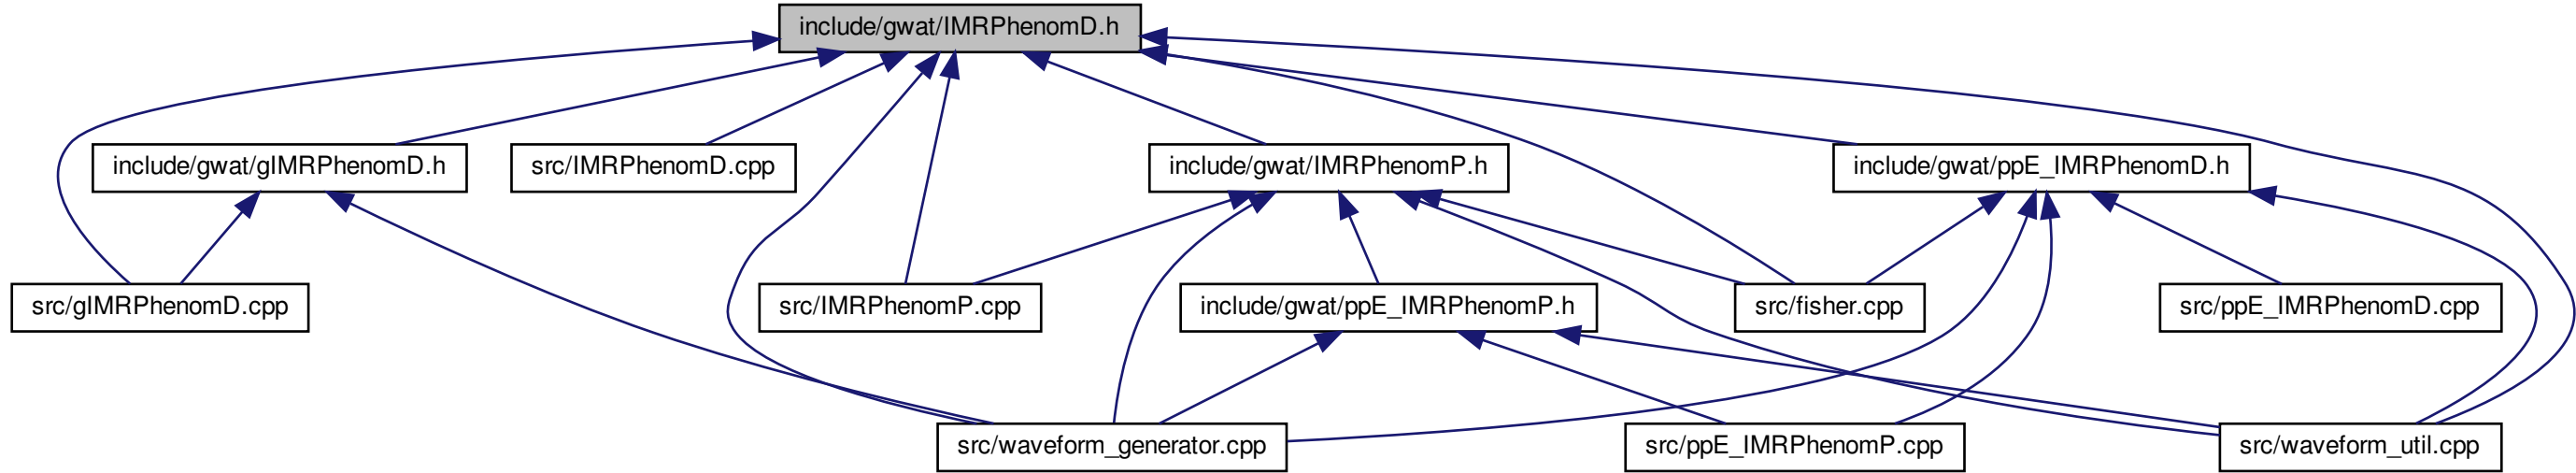 include/gwat/IMRPhenomD.h
include/gwat/gIMRPhenomD.h
src/IMRPhenomD.cpp
include/gwat/IMRPhenomP.h
include/gwat/ppE_IMRPhenomD.h
src/gIMRPhenomD.cpp
src/IMRPhenomP.cpp
include/gwat/ppE_IMRPhenomP.h
src/fisher.cpp
src/ppE_IMRPhenomD.cpp
src/waveform_generator.cpp
src/ppE_IMRPhenomP.cpp
src/waveform_util.cpp